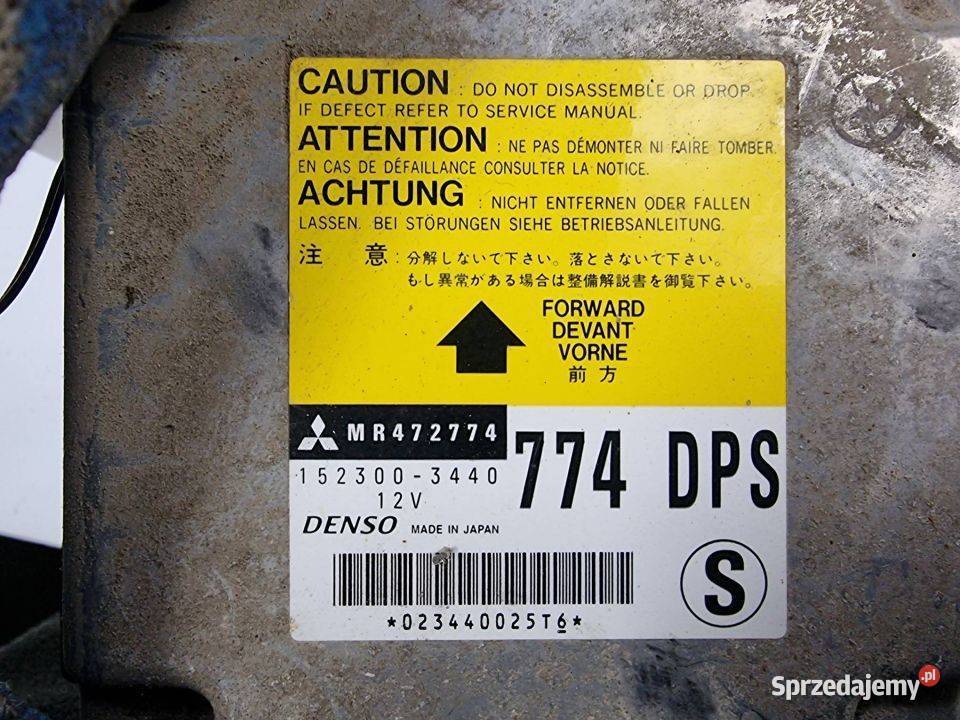 CAUTION : DO NOT DISASSEMBLE OR DROP.
IF DEFECT REFER TO SERVICE MANUAL.
ATTENTION : NE PAS DÉMONTER NI FAIRE TOMBER.
EN CAS DE DÉFAILLANCE CONSULTER LA NOTICE.
ACHTUNG : NICHT ENTFERNEN ODER FALLEN
LASSEN. BEI STÖRUNGEN SIEHE BETRIEBSANLEITUNG.
注 意 : 分解しないで下さい。落とさないで下さい。
もし異常がある場合は整備解説書を御覧下さい。
FORWARD
DEVANT
VORNE
前 方
MR472774
774 DPS
152300-3440
12V
DENSO MADE IN JAPAN
S
*023440025T6*
Sprzedajemy.pl